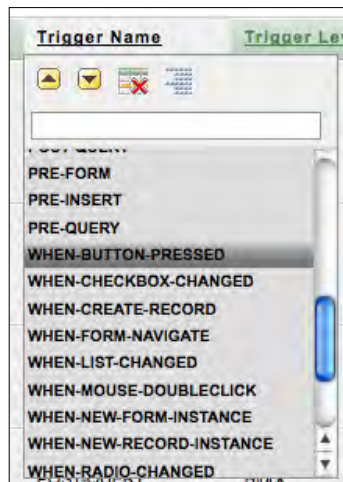 Trigger Name Trigger Lev
POST-QUERY
PRE-FORM
PRE-INSERT
PRE-QUERY
WHEN-BUTTON-PRESSED
WHEN-CHECKBOX-CHANGED
WHEN-CREATE-RECORD
WHEN-FORM-NAVIGATE
WHEN-LIST-CHANGED
WHEN-MOUSE-DOUBLECLICK
WHEN-NEW-FORM-INSTANCE
WHEN-NEW-RECORD-INSTANCE
WHEN-RADIO-CHANGED